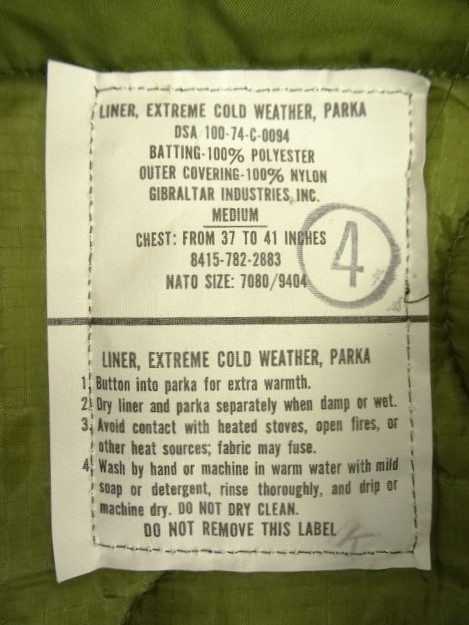 LINER, EXTREME COLD WEATHER, PARKA
DSA 100-74-C-0094
BATTING-100% POLYESTER
OUTER COVERING-100% NYLON
GIBRALTAR INDUSTRIES, INC.
MEDIUM
CHEST: FROM 37 TO 41 INCHES
8415-782-2883
NATO SIZE: 7080/9404
4
LINER, EXTREME COLD WEATHER, PARKA
1. Button into parka for extra warmth.
2. Dry liner and parka separately when damp or wet.
3. Avoid contact with heated stoves, open fires, or
other heat sources; fabric may fuse.
4. Wash by hand or machine in warm water with mild
soap or detergent, rinse thoroughly, and drip or
machine dry. DO NOT DRY CLEAN.
DO NOT REMOVE THIS LABEL